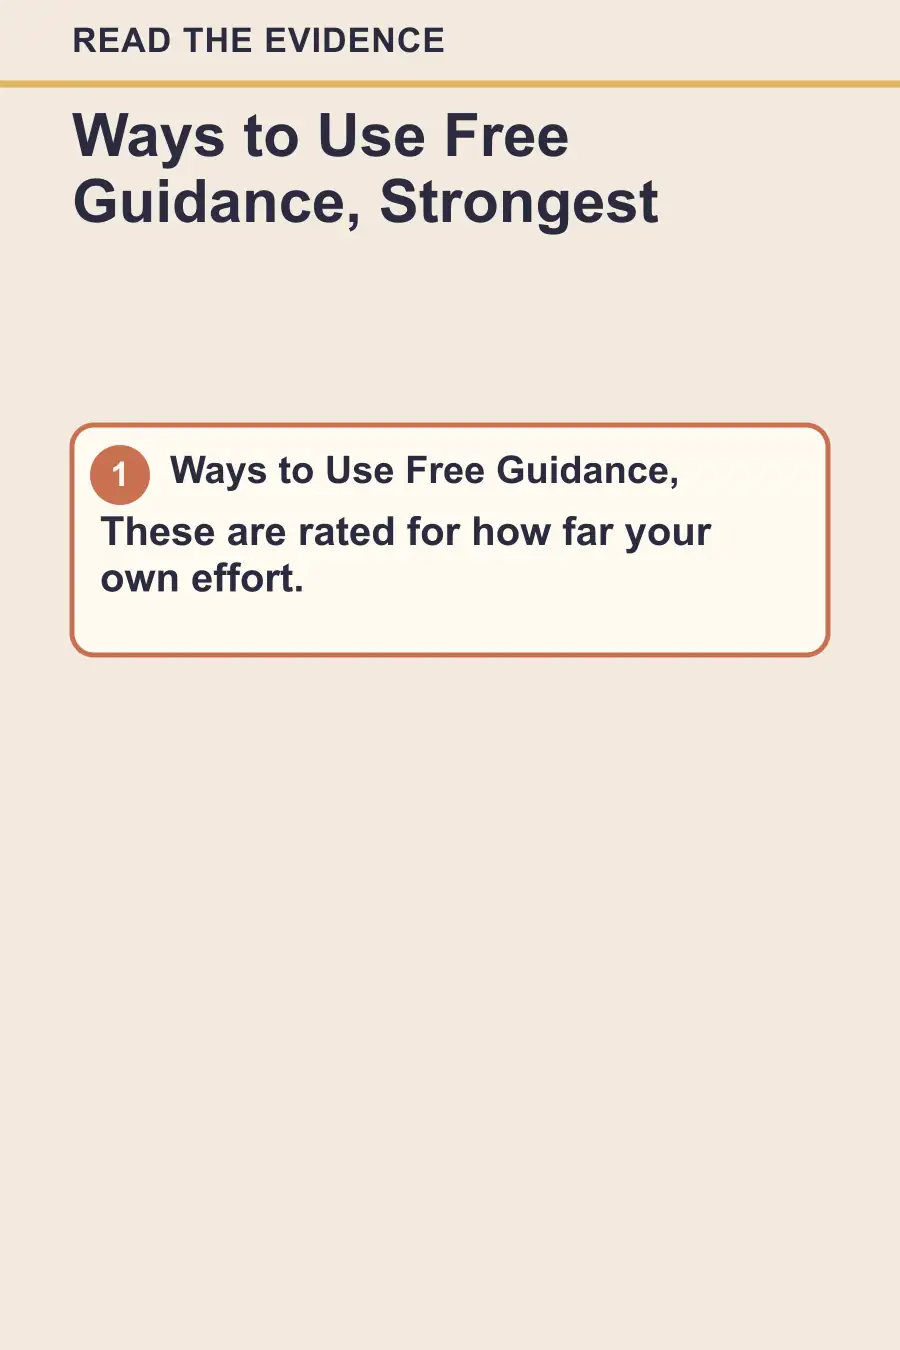 READ THE EVIDENCE
Ways to Use Free
Guidance, Strongest
1 Ways to Use Free Guidance,
These are rated for how far your
own effort.